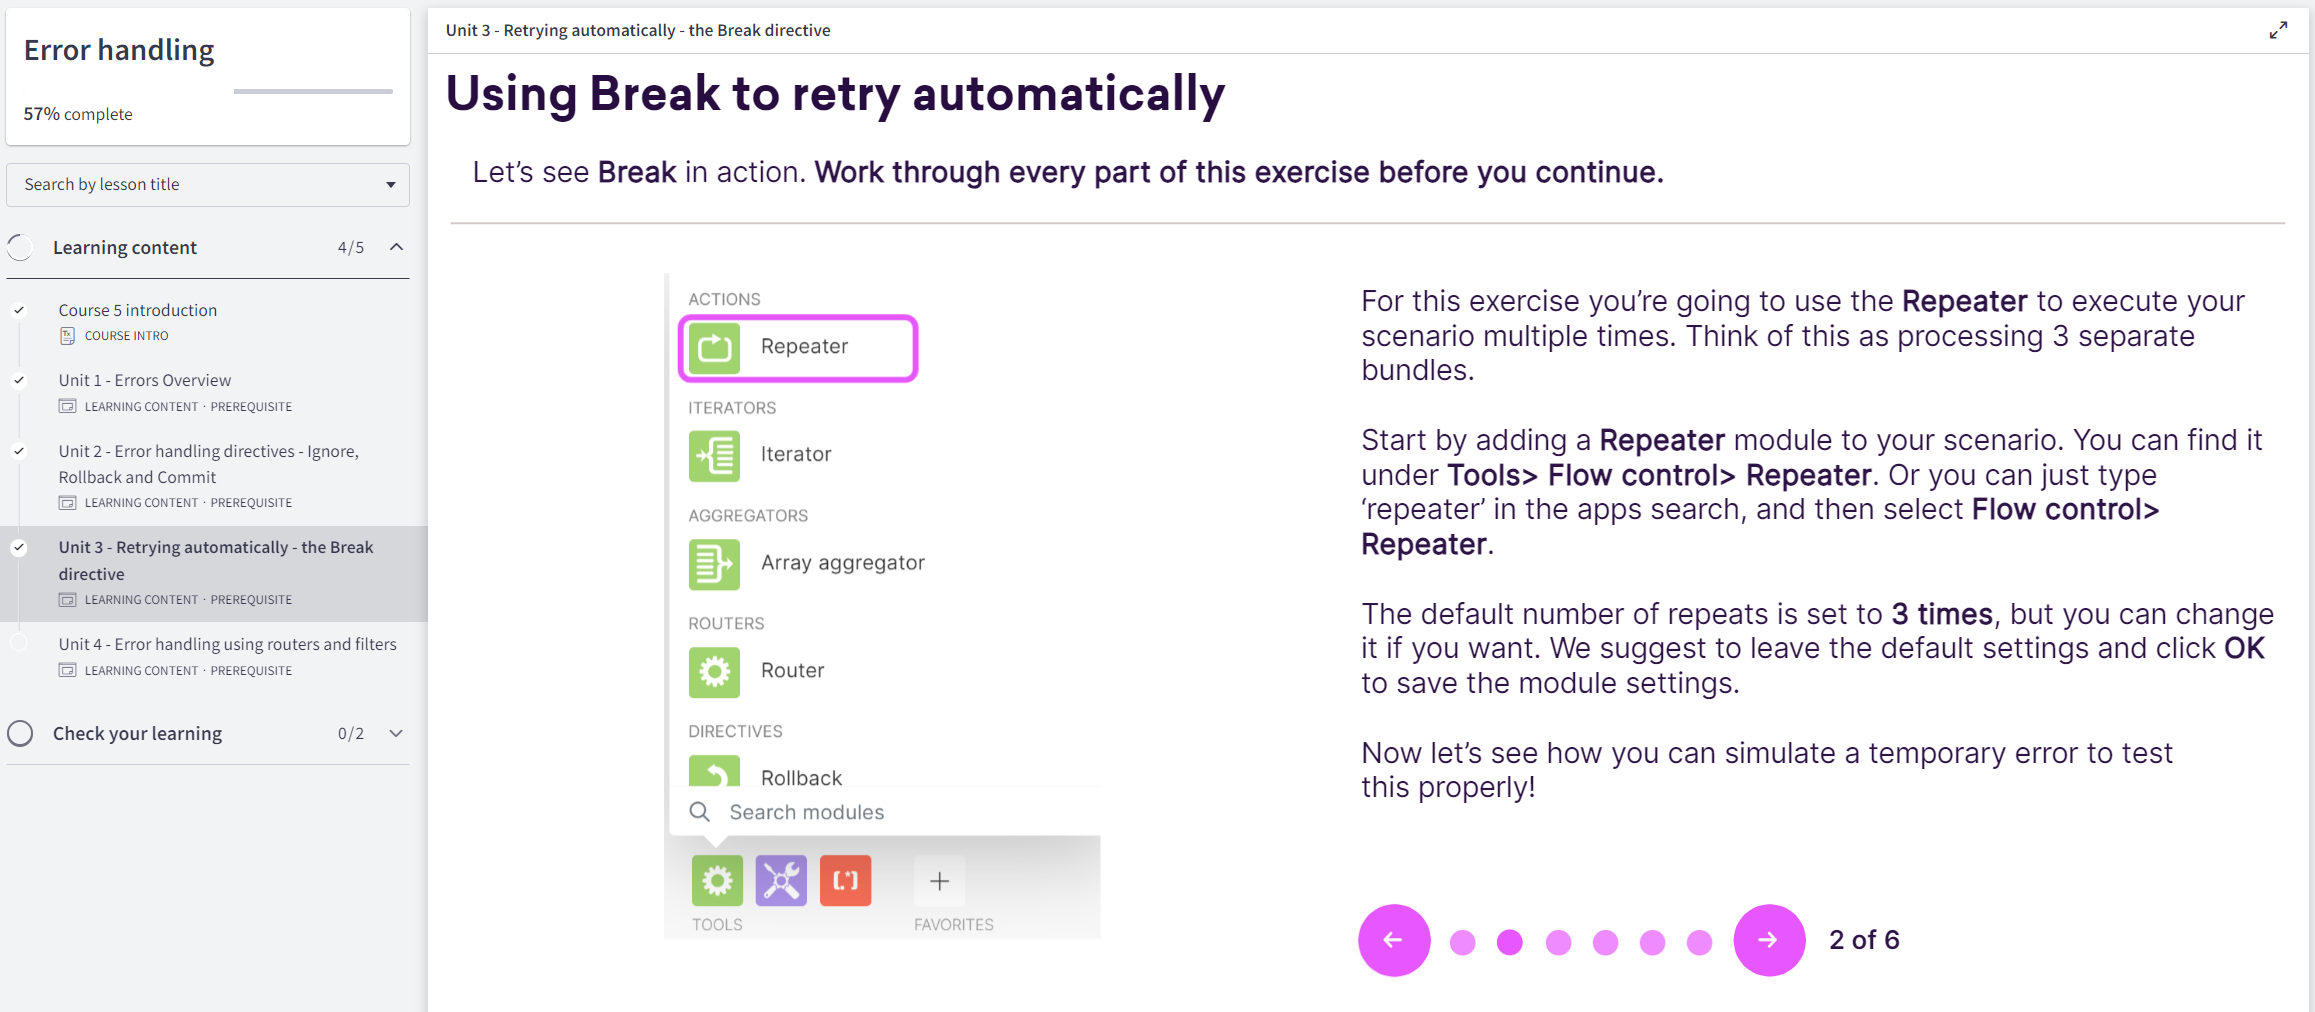 Error handling
57% complete
Search by lesson title
Learning content 4/5
Course 5 introduction
COURSE INTRO
Unit 1 - Errors Overview
LEARNING CONTENT · PREREQUISITE
Unit 2 - Error handling directives - Ignore,
Rollback and Commit
LEARNING CONTENT · PREREQUISITE
Unit 3 - Retrying automatically - the Break
directive
LEARNING CONTENT · PREREQUISITE
Unit 4 - Error handling using routers and filters
LEARNING CONTENT · PREREQUISITE
Check your learning 0/2
Unit 3 - Retrying automatically - the Break directive
Using Break to retry automatically
Let’s see Break in action. Work through every part of this exercise before you continue.
ACTIONS
Repeater
ITERATORS
Iterator
AGGREGATORS
Array aggregator
ROUTERS
Router
DIRECTIVES
Rollback
Search modules
TOOLS
FAVORITES
For this exercise you’re going to use the Repeater to execute your
scenario multiple times. Think of this as processing 3 separate
bundles.
Start by adding a Repeater module to your scenario. You can find it
under Tools> Flow control> Repeater. Or you can just type
‘repeater’ in the apps search, and then select Flow control>
Repeater.
The default number of repeats is set to 3 times, but you can change
it if you want. We suggest to leave the default settings and click OK
to save the module settings.
Now let’s see how you can simulate a temporary error to test
this properly!
2 of 6